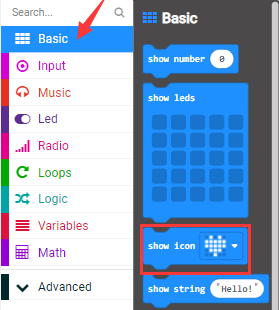 Search...
Basic
Input
Music
Led
Radio
Loops
Logic
Variables
Math
Advanced
Basic
show number 0
show leds
show icon
show string "Hello!"